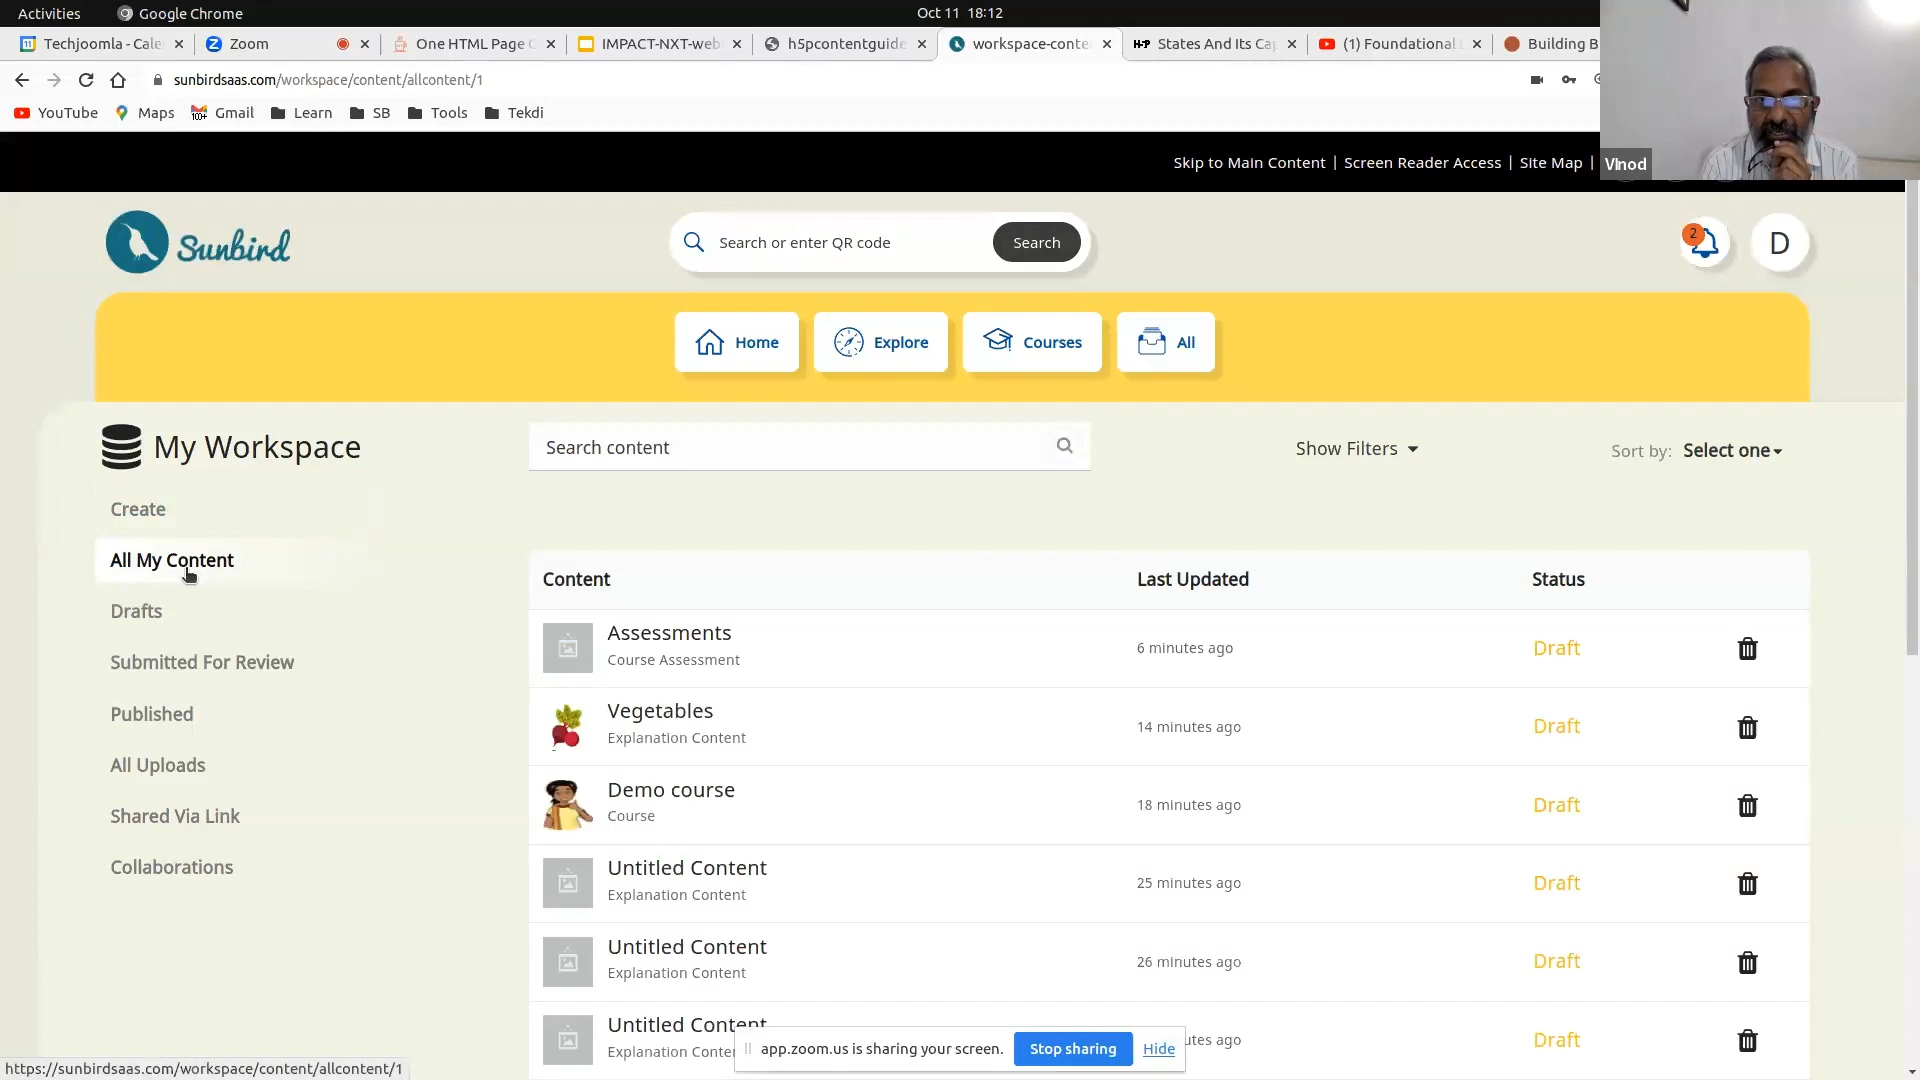 Activities Google Chrome Oct 11 18:12
Techjoomla - Cale Zoom One HTML Page C IMPACT-NXT-web h5pcontentguide workspace-conte H-P States And Its Ca (1) Foundational Building B
sunbirdsaas.com/workspace/content/allcontent/1
YouTube Maps Gmail Learn SB Tools Tekdi
Skip to Main Content | Screen Reader Access | Site Map |
VInod
Sunbird
Search or enter QR code Search
2 D
Home Explore Courses All
My Workspace
Search content Show Filters Sort by: Select one
Create
All My Content
Drafts
Submitted For Review
Published
All Uploads
Shared Via Link
Collaborations
Content Last Updated Status
Assessments
Course Assessment 6 minutes ago Draft
Vegetables
Explanation Content 14 minutes ago Draft
Demo course
Course 18 minutes ago Draft
Untitled Content
Explanation Content 25 minutes ago Draft
Untitled Content
Explanation Content 26 minutes ago Draft
Untitled Content
Explanation Conte utes ago Draft
app.zoom.us is sharing your screen. Stop sharing Hide
https://sunbirdsaas.com/workspace/content/allcontent/1